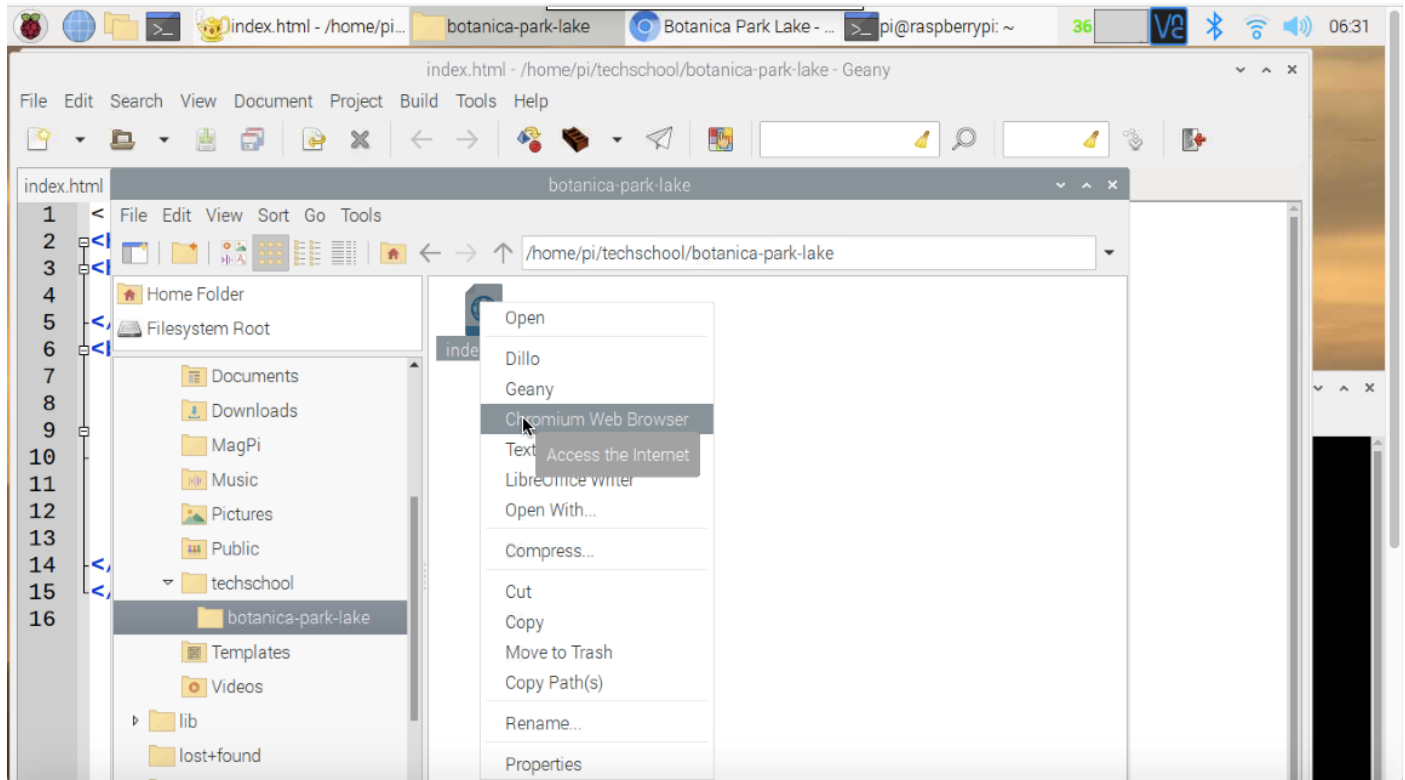 index.html - /home/pi...
botanica-park-lake
Botanica Park Lake - ...
pi@raspberrypi: ~
36
06:31
index.html - /home/pi/techschool/botanica-park-lake - Geany
File Edit Search View Document Project Build Tools Help
index.html
botanica-park-lake
File Edit View Sort Go Tools
/home/pi/techschool/botanica-park-lake
1 <
2 <
3 <
4
5 </
6 <
7
8
9
10
11
12
13
14 </
15 </
16
Home Folder
Filesystem Root
Documents
Downloads
MagPi
Music
Pictures
Public
techschool
botanica-park-lake
Templates
Videos
lib
lost+found
inde
Open
Dillo
Geany
Chromium Web Browser
Text
Access the Internet
LibreOffice Writer
Open With...
Compress...
Cut
Copy
Move to Trash
Copy Path(s)
Rename...
Properties